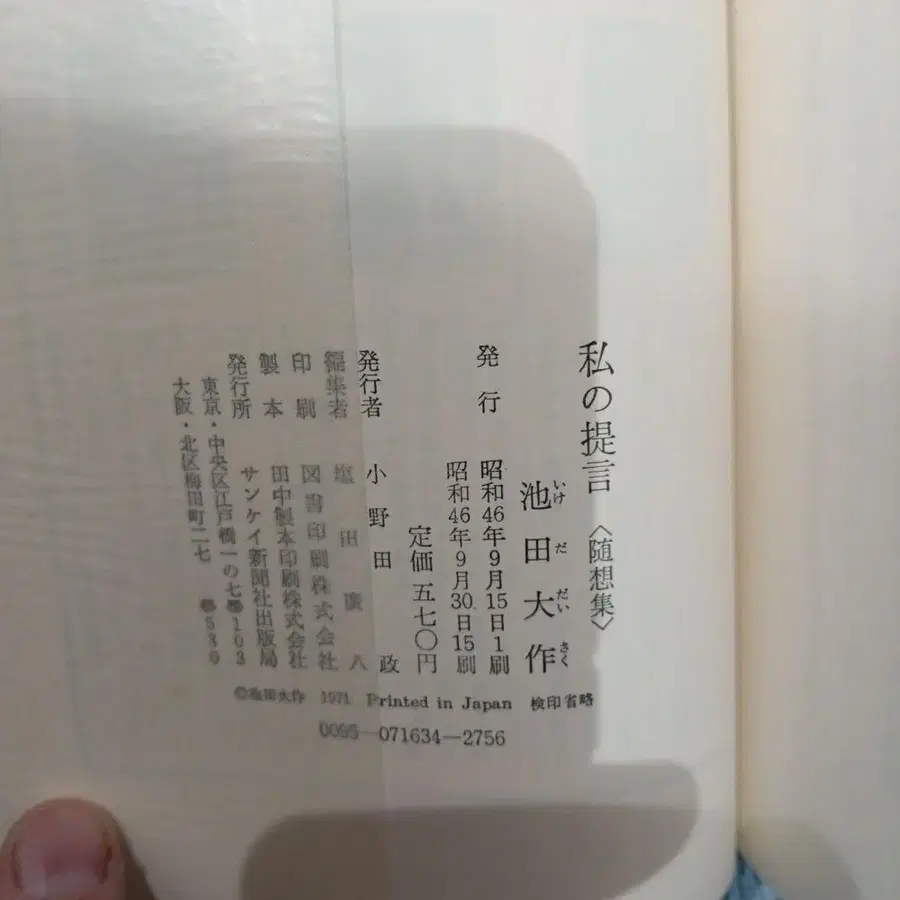 私の提言〈随想集〉
池田大作
いけ だ だい さく
発行 昭和46年9月15日1刷
昭和46年9月30日15刷
定価 五七〇円
発行者 小野田 政
編集者 塩田 廣八
印刷 図書印刷株式会社
製本 田中製本印刷株式会社
発行所 サンケイ新聞社出版局
東京・中央区江戸橋一の七 〠103
大阪・北区梅田町二七 〠530
©池田大作 1971 Printed in Japan 検印省略
0095―071634―2756